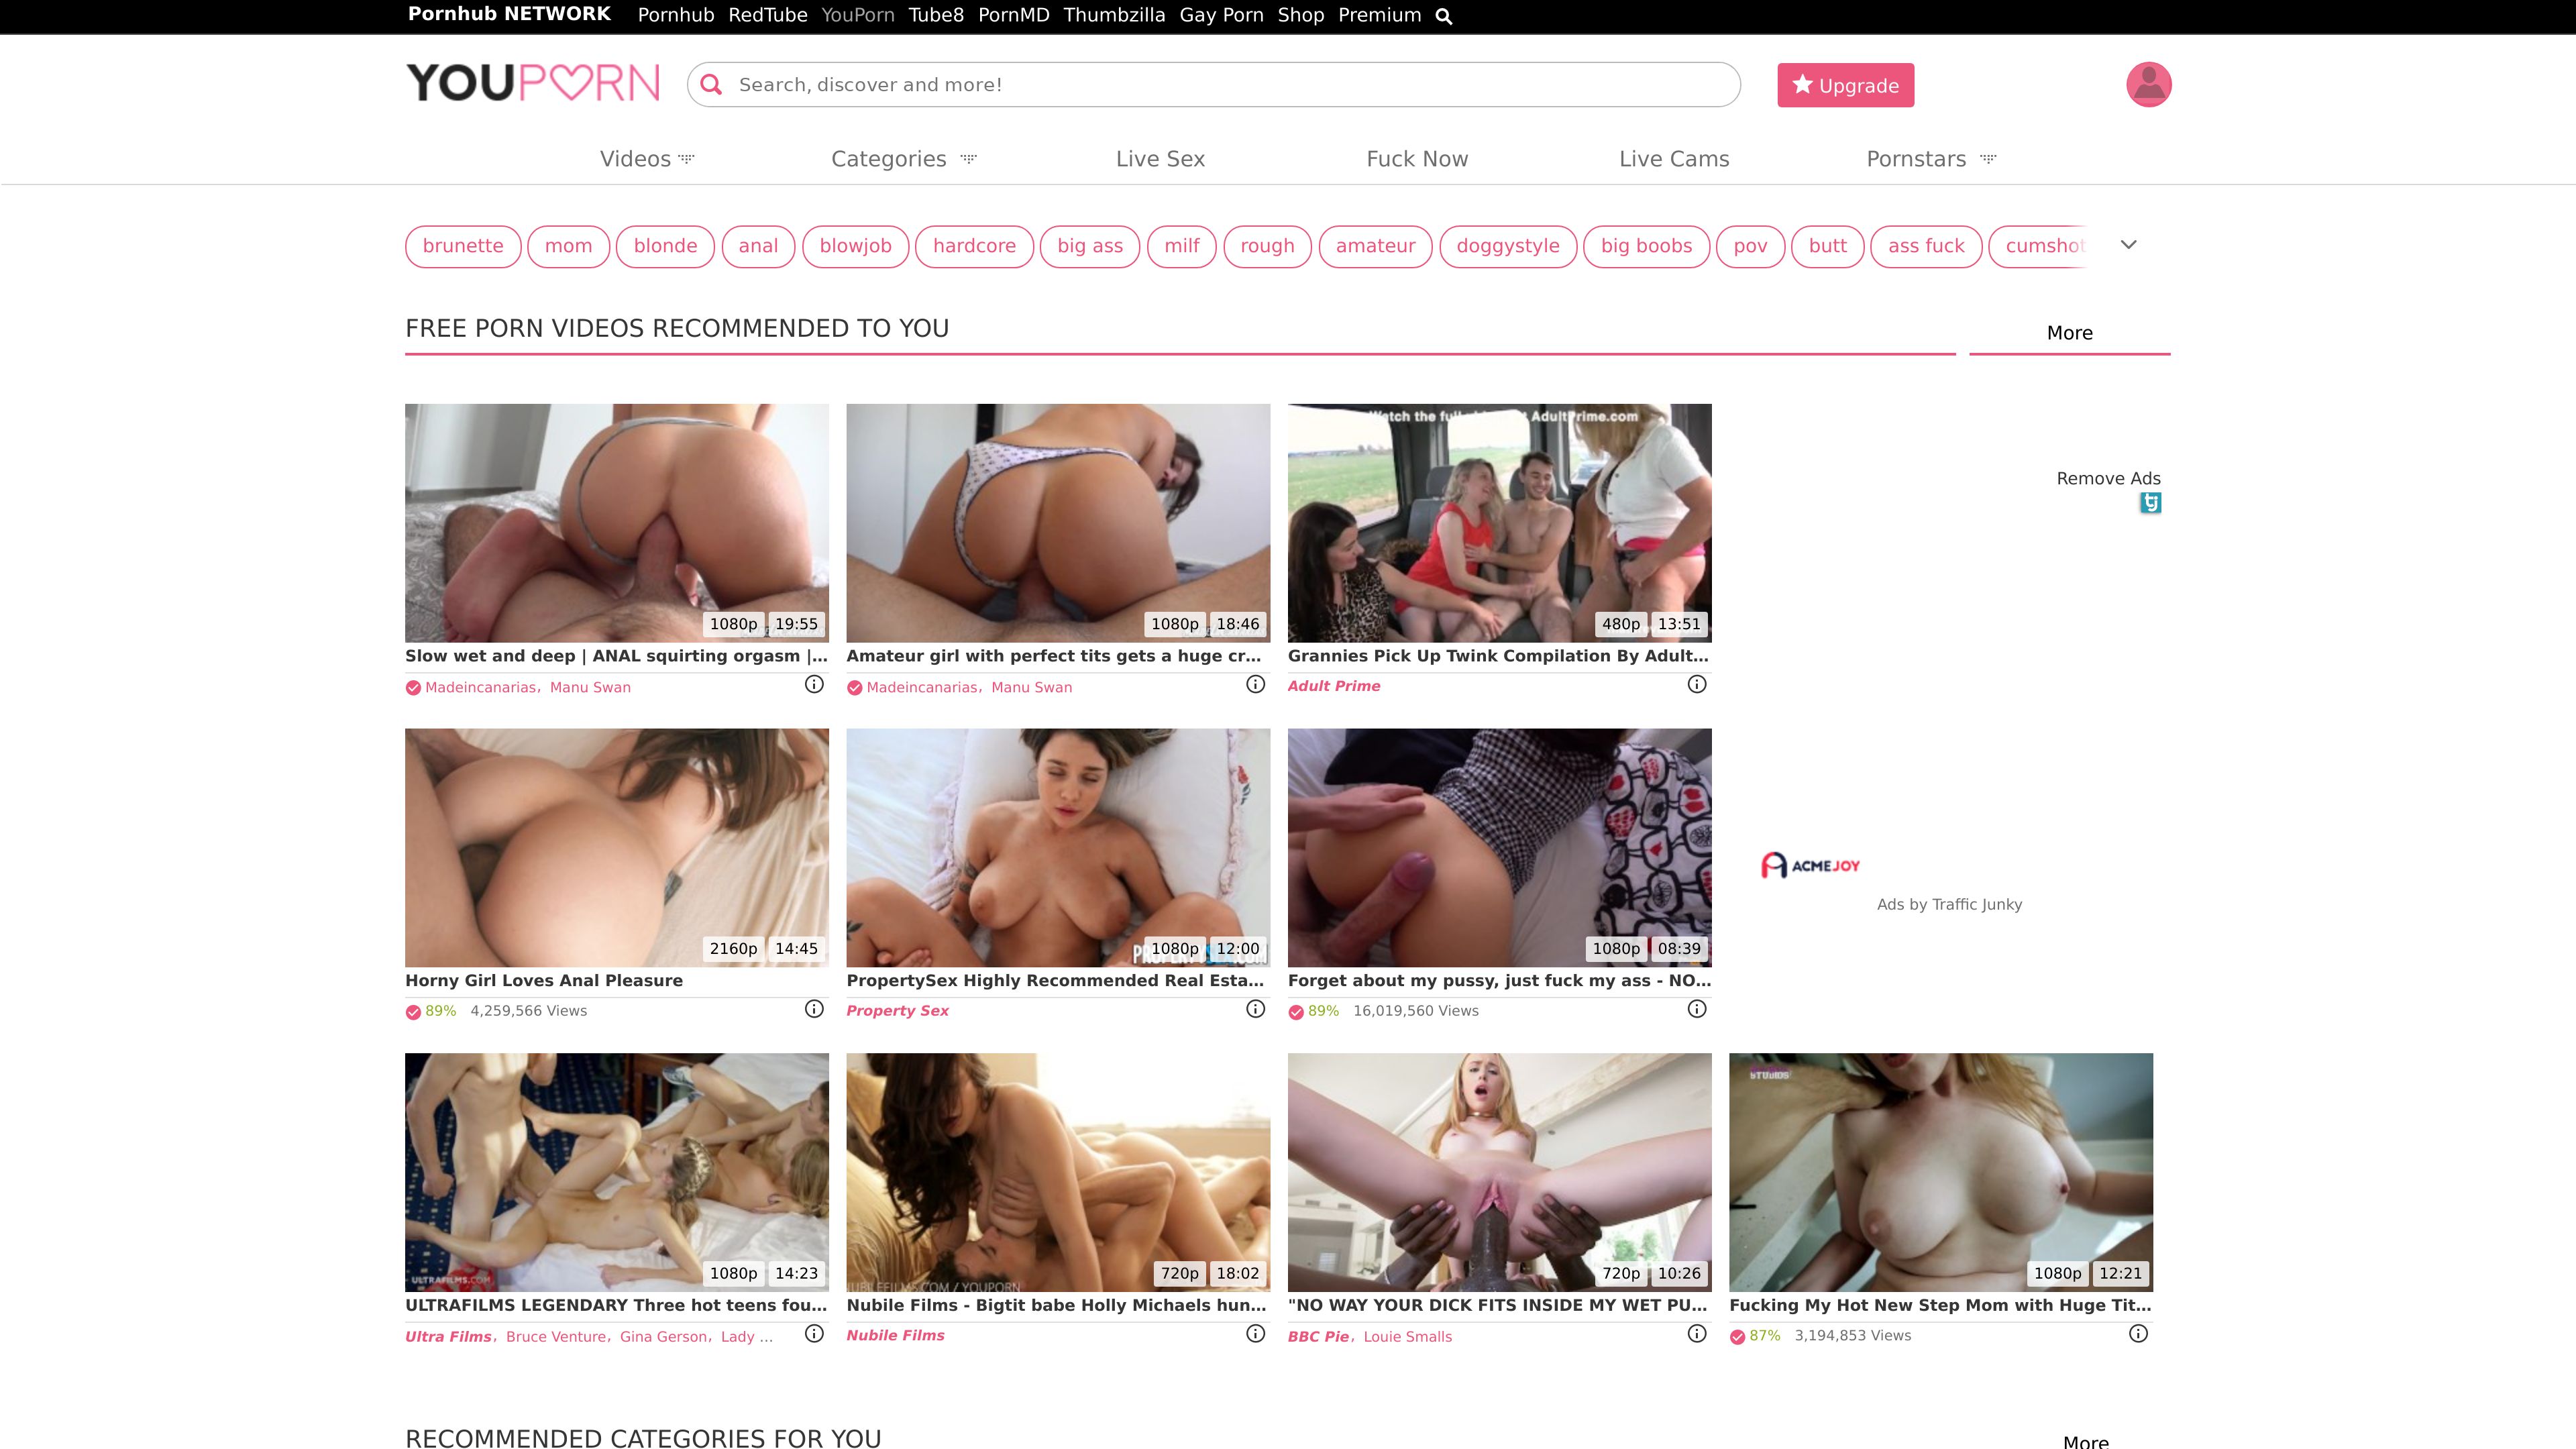 Pornhub NETWORK Pornhub RedTube YouPorn Tube8 PornMD Thumbzilla Gay Porn Shop Premium
YOUPORN Search, discover and more! Upgrade
Videos Categories Live Sex Fuck Now Live Cams Pornstars
brunette mom blonde anal blowjob hardcore big ass milf rough amateur doggystyle big boobs pov butt ass fuck cumshot
FREE PORN VIDEOS RECOMMENDED TO YOU More
Watch the full AdultPrime.com
Remove Ads
tj
1080p 19:55 1080p 18:46 480p 13:51
Slow wet and deep | ANAL squirting orgasm |... Amateur girl with perfect tits gets a huge cr... Grannies Pick Up Twink Compilation By Adult...
Madeincanarias, Manu Swan Madeincanarias, Manu Swan Adult Prime
ACMEJOY
Ads by Traffic Junky
2160p 14:45 1080p 12:00 1080p 08:39
Horny Girl Loves Anal Pleasure PropertySex Highly Recommended Real Esta... Forget about my pussy, just fuck my ass - NO...
89% 4,259,566 Views Property Sex 89% 16,019,560 Views
STUDIOS
ULTRAFILMS.COM 1080p 14:23 NUBILEFILMS.COM / YOUPORN 720p 18:02 720p 10:26 1080p 12:21
ULTRAFILMS LEGENDARY Three hot teens fou... Nubile Films - Bigtit babe Holly Michaels hun... "NO WAY YOUR DICK FITS INSIDE MY WET PU... Fucking My Hot New Step Mom with Huge Tit...
Ultra Films, Bruce Venture, Gina Gerson, Lady ... Nubile Films BBC Pie, Louie Smalls 87% 3,194,853 Views
RECOMMENDED CATEGORIES FOR YOU More